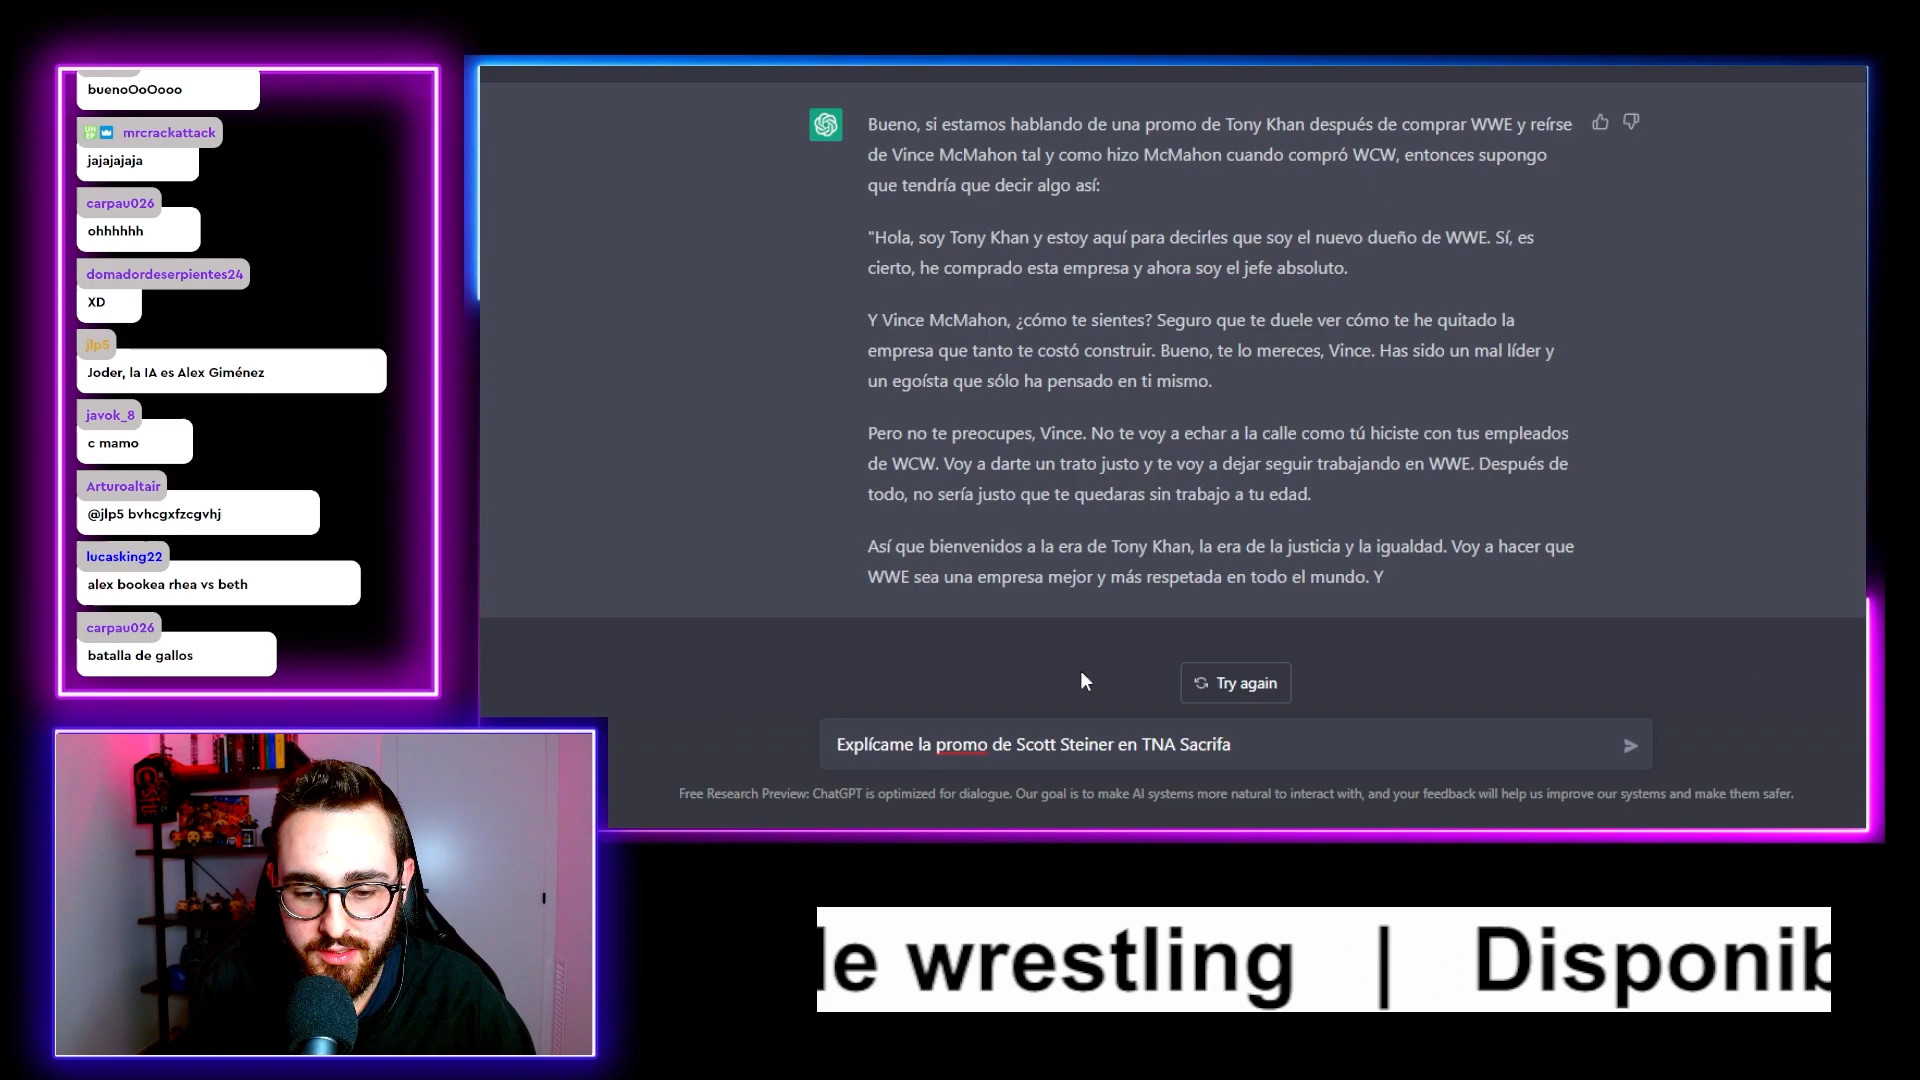 buenoOoOooo
mrcrackattack
jajajajaja
carpau026
ohhhhhh
domadordeserpientes24
XD
jlp5
Joder, la IA es Alex Giménez
javok_8
c mamo
Arturoaltair
@jlp5 bvhcgxfzcgvhj
lucasking22
alex bookea rhea vs beth
carpau026
batalla de gallos
Bueno, si estamos hablando de una promo de Tony Khan después de comprar WWE y reírse
de Vince McMahon tal y como hizo McMahon cuando compró WCW, entonces supongo
que tendría que decir algo así:
"Hola, soy Tony Khan y estoy aquí para decirles que soy el nuevo dueño de WWE. Sí, es
cierto, he comprado esta empresa y ahora soy el jefe absoluto.
Y Vince McMahon, ¿cómo te sientes? Seguro que te duele ver cómo te he quitado la
empresa que tanto te costó construir. Bueno, te lo mereces, Vince. Has sido un mal líder y
un egoísta que sólo ha pensado en ti mismo.
Pero no te preocupes, Vince. No te voy a echar a la calle como tú hiciste con tus empleados
de WCW. Voy a darte un trato justo y te voy a dejar seguir trabajando en WWE. Después de
todo, no sería justo que te quedaras sin trabajo a tu edad.
Así que bienvenidos a la era de Tony Khan, la era de la justicia y la igualdad. Voy a hacer que
WWE sea una empresa mejor y más respetada en todo el mundo. Y
Try again
Explícame la promo de Scott Steiner en TNA Sacrifa
Free Research Preview: ChatGPT is optimized for dialogue. Our goal is to make AI systems more natural to interact with, and your feedback will help us improve our systems and make them safer.
de wrestling | Disponib